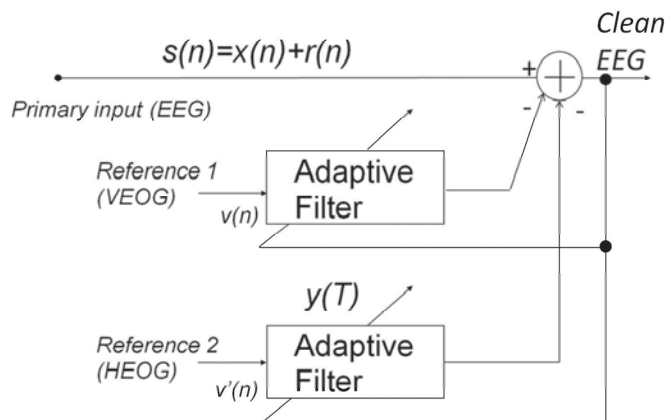 Clean
EEG
s(n)=x(n)+r(n)
+
-
-
Primary input (EEG)
Reference 1
(VEOG)
v(n)
Adaptive
Filter
y(T)
Reference 2
(HEOG)
v'(n)
Adaptive
Filter